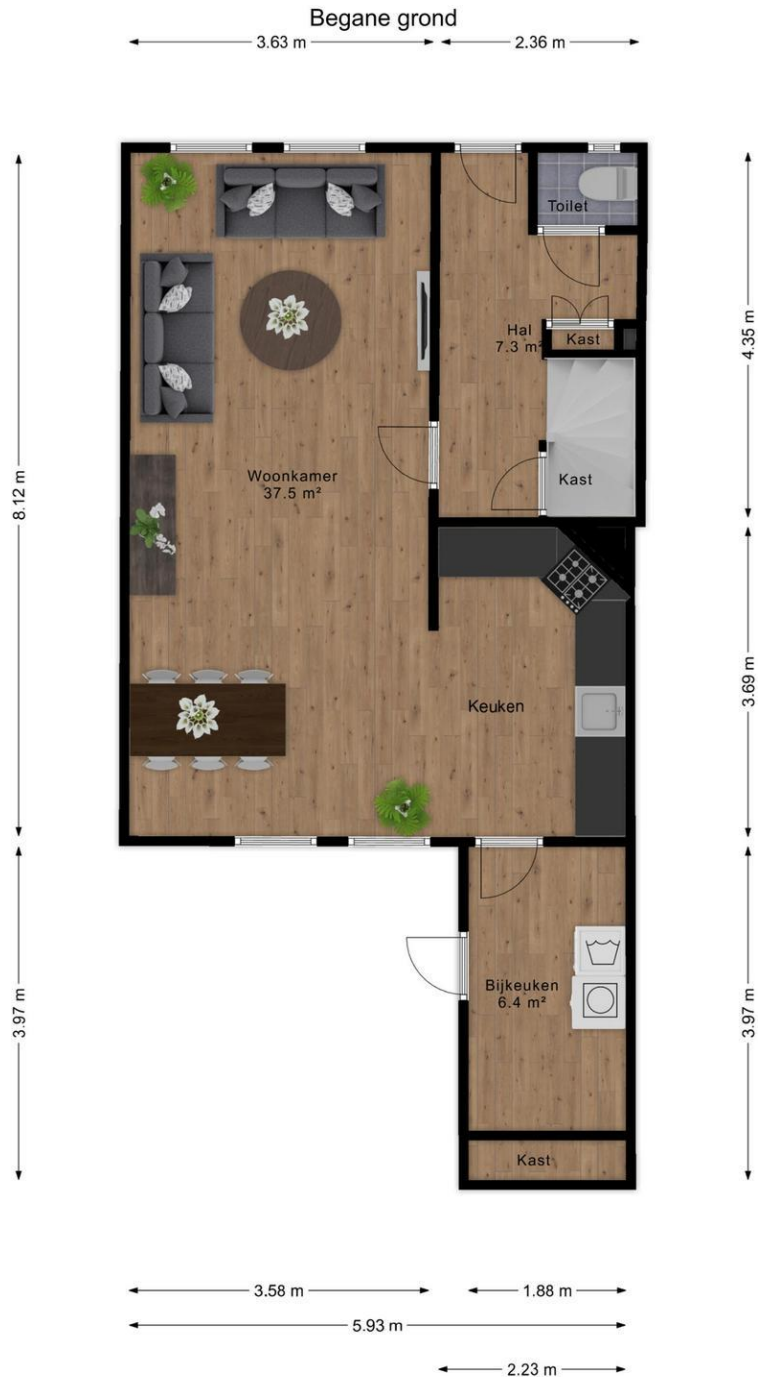 Begane grond
3.63 m
2.36 m
Toilet
Hal
7.3 m²
Kast
4.35 m
8.12 m
Woonkamer
37.5 m²
Kast
3.69 m
Keuken
Bijkeuken
6.4 m²
3.97 m
3.97 m
Kast
3.58 m
1.88 m
5.93 m
2.23 m